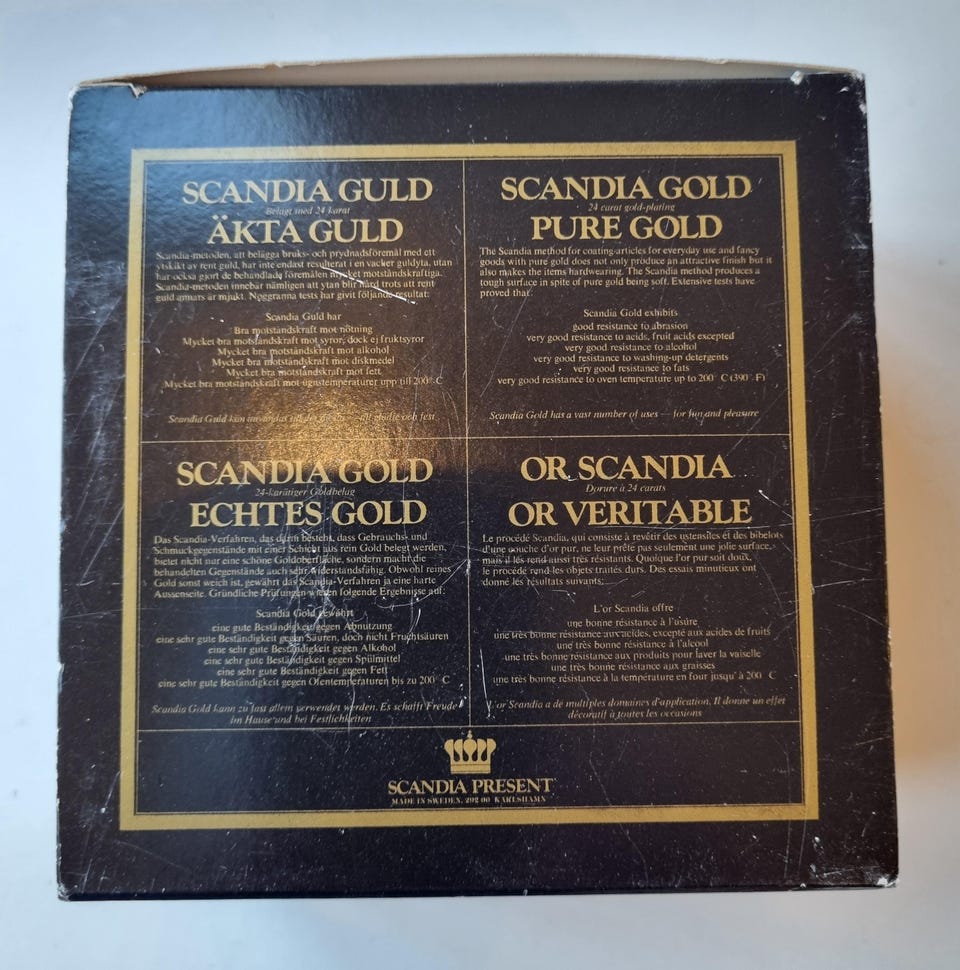 SCANDIA GULD
Belagt med 24 karat
ÄKTA GULD
Scandia-metoden, att belägga bruks- och prydnadsföremål med ett
ytskikt av rent guld, har inte endast resulterat i en vacker guldyta, utan
har också gjort de behandlade föremålen mycket motståndskraftiga.
Scandia-metoden innebär nämligen att ytan blir hård trots att rent
guld annars är mjukt. Noggranna tests har givit följande resultat:
Scandia Guld har
Bra motståndskraft mot nötning
Mycket bra motståndskraft mot syror, dock ej fruktsyror
Mycket bra motståndskraft mot alkohol
Mycket bra motståndskraft mot diskmedel
Mycket bra motståndskraft mot fett
Mycket bra motståndskraft mot ugnstemperaturer upp till 200° C
Scandia Guld kan användas till det mesta — till glädje och fest
SCANDIA GOLD
24 carat gold-plating
PURE GOLD
The Scandia method for coating articles for everyday use and fancy
goods with pure gold does not only produce an attractive finish but it
also makes the items hardwearing. The Scandia method produces a
tough surface in spite of pure gold being soft. Extensive tests have
proved that:
Scandia Gold exhibits
good resistance to abrasion
very good resistance to acids, fruit acids excepted
very good resistance to alcohol
very good resistance to washing-up detergents
very good resistance to fats
very good resistance to oven temperature up to 200° C (390° F)
Scandia Gold has a vast number of uses — for fun and pleasure
SCANDIA GOLD
24-karätiger Goldbelag
ECHTES GOLD
Das Scandia-Verfahren, das darin besteht, dass Gebrauchs- und
Schmuckgegenstände mit einer Schicht aus rein Gold belegt werden,
bietet nicht nur eine schöne Goldoberfläche, sondern macht die
behandelten Gegenstände auch sehr widerstandsfähig. Obwohl reines
Gold sonst weich ist, gewährt das Scandia-Verfahren ja eine harte
Aussenseite. Gründliche Prüfungen wiesen folgende Ergebnisse auf:
Scandia Gold gewährt
eine gute Beständigkeit gegen Abnutzung
eine sehr gute Beständigkeit gegen Säuren, doch nicht Fruchtsäuren
eine sehr gute Beständigkeit gegen Alkohol
eine sehr gute Beständigkeit gegen Spülmittel
eine sehr gute Beständigkeit gegen Fett
eine sehr gute Beständigkeit gegen Ofentemperaturen bis zu 200° C
Scandia Gold kann zu fast allem verwendet werden. Es schafft Freude
im Hause und bei Festlichkeiten
OR SCANDIA
Dorure à 24 carats
OR VERITABLE
Le procédé Scandia, qui consiste à revêtir des ustensiles et des bibelots
d'une couche d'or pur, ne leur prête pas seulement une jolie surface,
mais il les rend aussi très résistants. Quoique l'or pur soit doux,
le procédé rend les objets traités durs. Des essais minutieux ont
donné les résultats suivants:
L'or Scandia offre
une bonne résistance à l'usúre
une très bonne résistance aux acides, excepté aux acides de fruits
une très bonne résistance à l'alcool
une très bonne résistance aux produits pour laver la vaisselle
une très bonne résistance aux graisses
une très bonne résistance à la température en four jusqu' à 200° C
L'or Scandia a de multiples domaines d'application. Il donne un effet
décoratif à toutes les occasions
SCANDIA PRESENT
MADE IN SWEDEN. 292 00 KARLSHAMN